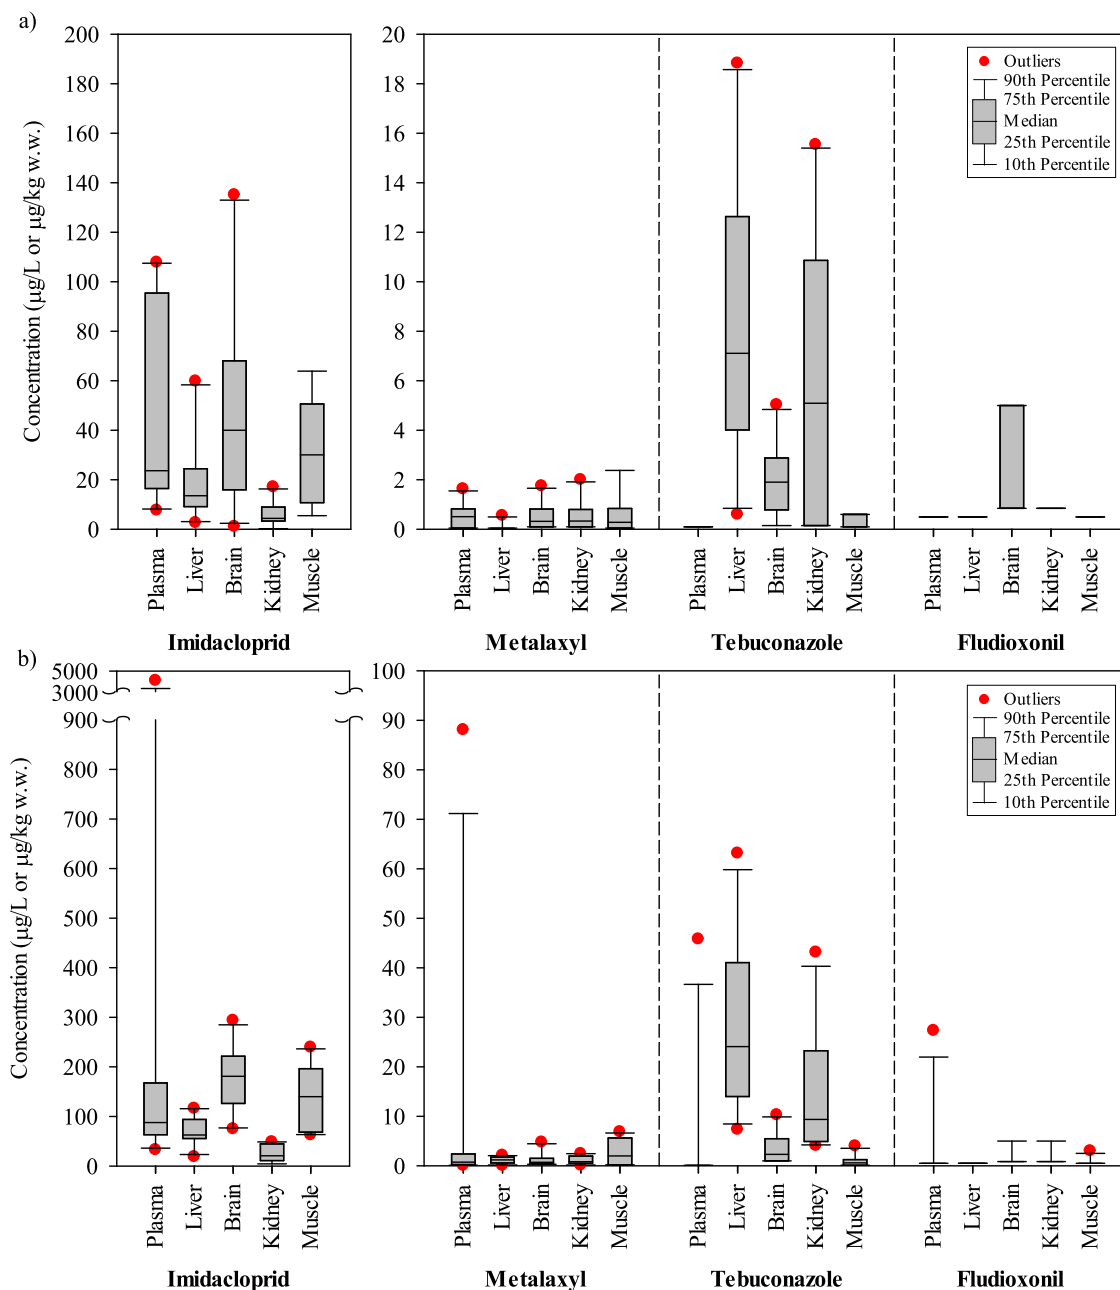 a)
Concentration (µg/L or µg/kg w.w.)
200
180
160
140
120
100
80
60
40
20
0
20
18
16
14
12
10
8
6
4
2
0
Outliers
90th Percentile
75th Percentile
Median
25th Percentile
10th Percentile
Plasma
Liver
Brain
Kidney
Muscle
Plasma
Liver
Brain
Kidney
Muscle
Plasma
Liver
Brain
Kidney
Muscle
Plasma
Liver
Brain
Kidney
Muscle
Imidacloprid
Metalaxyl
Tebuconazole
Fludioxonil
b)
Concentration (µg/L or µg/kg w.w.)
5000
3000
900
800
700
600
500
400
300
200
100
0
100
90
80
70
60
50
40
30
20
10
0
Outliers
90th Percentile
75th Percentile
Median
25th Percentile
10th Percentile
Plasma
Liver
Brain
Kidney
Muscle
Plasma
Liver
Brain
Kidney
Muscle
Plasma
Liver
Brain
Kidney
Muscle
Plasma
Liver
Brain
Kidney
Muscle
Imidacloprid
Metalaxyl
Tebuconazole
Fludioxonil